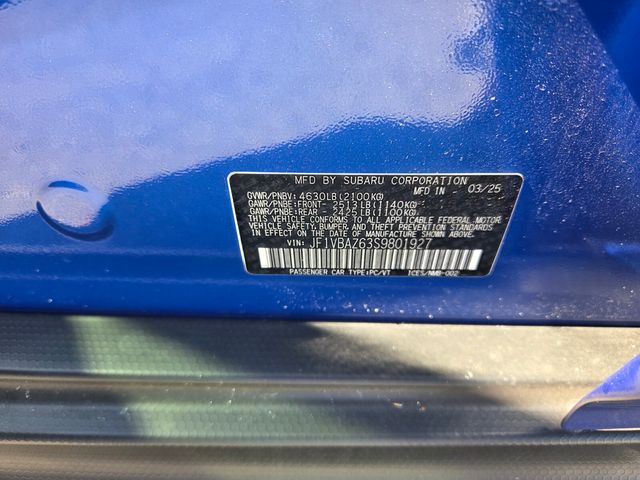 MFD BY SUBARU CORPORATION
MFD IN 03/25
GVWR/PNBV: 4630LB(2100KG)
GAWR/PNBE:FRONT- 2513LB(1140KG)
GAWR/PNBE:REAR - 2425LB(1100KG)
THIS VEHICLE CONFORMS TO ALL APPLICABLE FEDERAL MOTOR
VEHICLE SAFETY, BUMPER, AND THEFT PREVENTION STANDARDS
IN EFFECT ON THE DATE OF MANUFACTURE SHOWN ABOVE.
VIN: JF1VBAZ63S9801927
PASSENGER CAR TYPE:PC/VT ICES/NMB-002